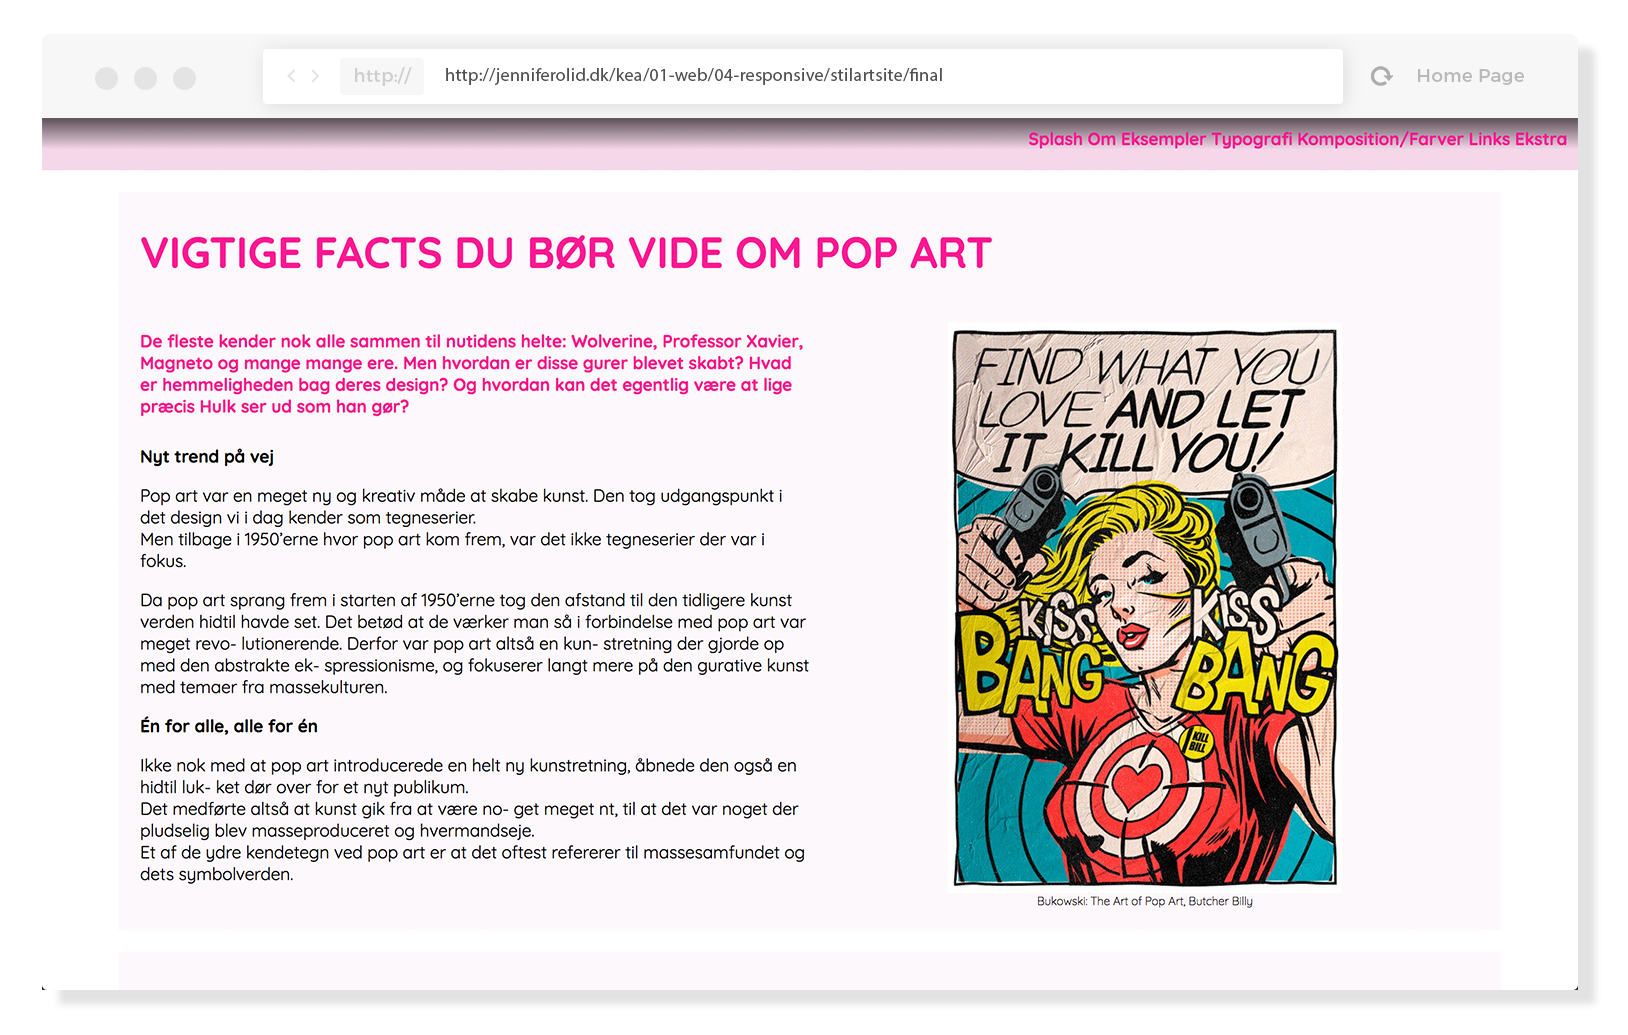 http://
http://jenniferolid.dk/kea/01-web/04-responsive/stilartsite/final
Home Page
Splash Om Eksempler Typografi Komposition/Farver Links Ekstra
VIGTIGE FACTS DU BØR VIDE OM POP ART
De fleste kender nok alle sammen til nutidens helte: Wolverine, Professor Xavier,
Magneto og mange mange ere. Men hvordan er disse gurer blevet skabt? Hvad
er hemmeligheden bag deres design? Og hvordan kan det egentlig være at lige
præcis Hulk ser ud som han gør?
Nyt trend på vej
Pop art var en meget ny og kreativ måde at skabe kunst. Den tog udgangspunkt i
det design vi i dag kender som tegneserier.
Men tilbage i 1950’erne hvor pop art kom frem, var det ikke tegneserier der var i
fokus.
Da pop art sprang frem i starten af 1950’erne tog den afstand til den tidligere kunst
verden hidtil havde set. Det betød at de værker man så i forbindelse med pop art var
meget revo- lutionerende. Derfor var pop art altså en kun- stretning der gjorde op
med den abstrakte ek- spressionisme, og fokuserer langt mere på den gurative kunst
med temaer fra massekulturen.
Én for alle, alle for én
Ikke nok med at pop art introducerede en helt ny kunstretning, åbnede den også en
hidtil luk- ket dør over for et nyt publikum.
Det medførte altså at kunst gik fra at være no- get meget nt, til at det var noget der
pludselig blev masseproduceret og hvermandseje.
Et af de ydre kendetegn ved pop art er at det oftest refererer til massesamfundet og
dets symbolverden.
FIND WHAT YOU
LOVE AND LET
IT KILL YOU!
KISS KISS
BANG BANG
KILL
BILL
Bukowski: The Art of Pop Art, Butcher Billy